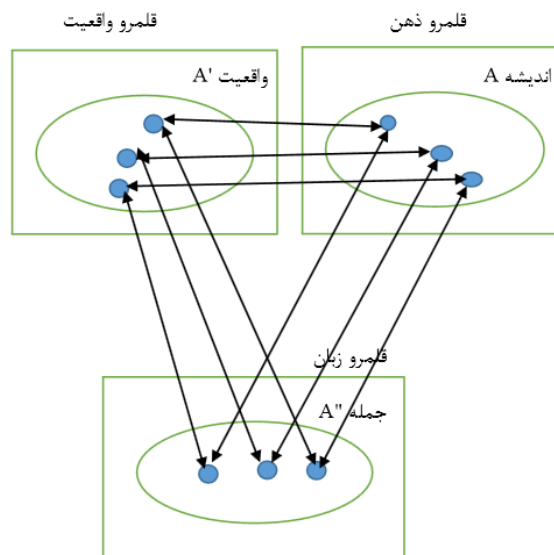 قلمرو ذهن
قلمرو واقعیت
اندیشه A
واقعیت A'
قلمرو زبان
جمله A"